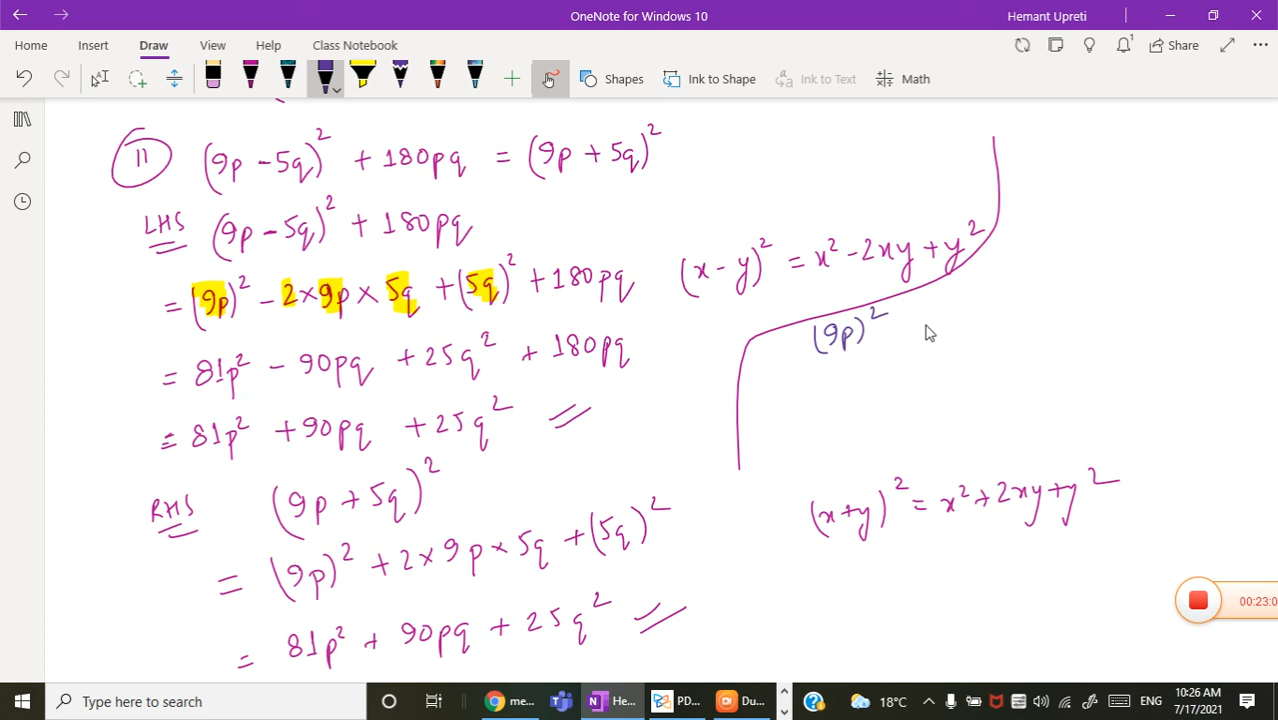 OneNote for Windows 10
Hemant Upreti
Home Insert Draw View Help Class Notebook
Share
Shapes Ink to Shape Ink to Text Math
(11) (9p - 5q)² + 180pq = (9p + 5q)²
LHS (9p - 5q)² + 180pq
= (9p)² - 2×9p × 5q + (5q)² + 180pq
(x - y)² = x² - 2xy + y²
(9p)²
= 81p² - 90pq + 25q² + 180pq
= 81p² + 90pq + 25q²
RHS (9p + 5q)²
(x+y)² = x² + 2xy + y²
= (9p)² + 2×9p × 5q + (5q)²
= 81p² + 90pq + 25q²
00:23:0
Type here to search
me...
He...
PD...
Du...
18°C
ENG
10:26 AM
7/17/2021